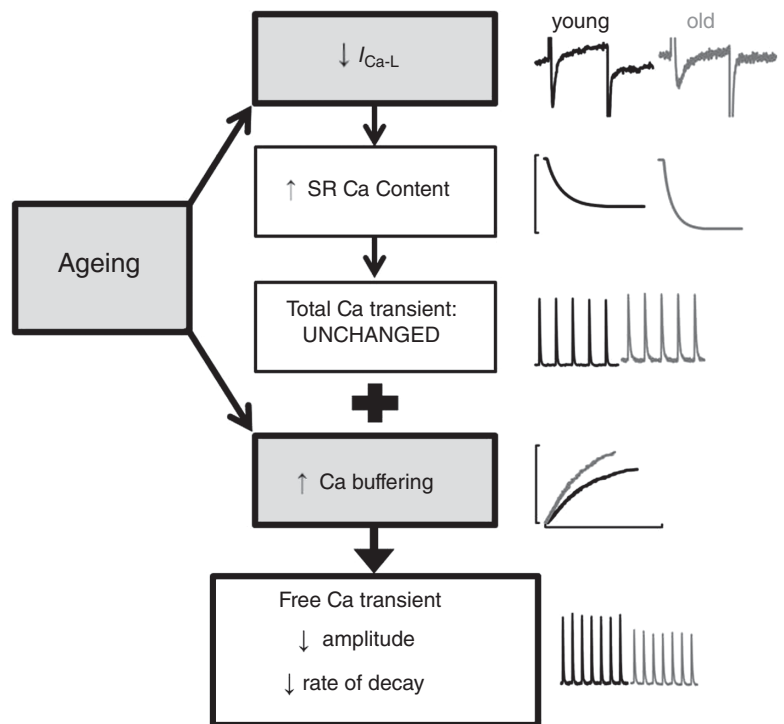 young old
↓ I Ca-L
↑ SR Ca Content
Ageing
Total Ca transient:
UNCHANGED
+
↑ Ca buffering
Free Ca transient
↓ amplitude
↓ rate of decay